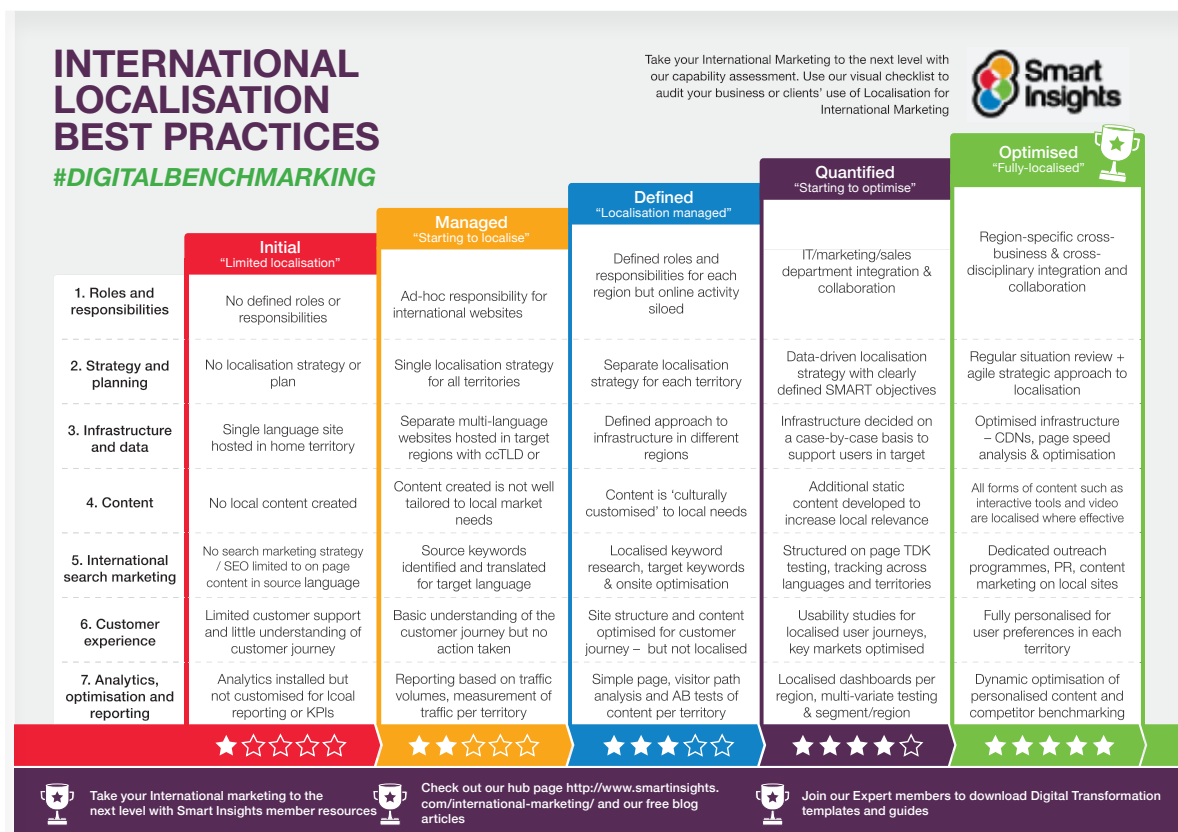 INTERNATIONAL
LOCALISATION
BEST PRACTICES
#DIGITALBENCHMARKING
Take your International Marketing to the next level with
our capability assessment. Use our visual checklist to
audit your business or clients' use of Localisation for
International Marketing
Smart
Insights
Initial
"Limited localisation"
Managed
"Starting to localise"
Defined
"Localisation managed"
Quantified
"Starting to optimise"
Optimised
"Fully-localised"
1. Roles and
responsibilities
No defined roles or
responsibilities
Ad-hoc responsibility for
international websites
Defined roles and
responsibilities for each
region but online activity
siloed
IT/marketing/sales
department integration &
collaboration
Region-specific cross-
business & cross-
disciplinary integration and
collaboration
2. Strategy and
planning
No localisation strategy or
plan
Single localisation strategy
for all territories
Separate localisation
strategy for each territory
Data-driven localisation
strategy with clearly
defined SMART objectives
Regular situation review +
agile strategic approach to
localisation
3. Infrastructure
and data
Single language site
hosted in home territory
Separate multi-language
websites hosted in target
regions with ccTLD or
Defined approach to
infrastructure in different
regions
Infrastructure decided on
a case-by-case basis to
support users in target
Optimised infrastructure
– CDNs, page speed
analysis & optimisation
4. Content
No local content created
Content created is not well
tailored to local market
needs
Content is 'culturally
customised' to local needs
Additional static
content developed to
increase local relevance
All forms of content such as
interactive tools and video
are localised where effective
5. International
search marketing
No search marketing strategy
/ SEO limited to on page
content in source language
Source keywords
identified and translated
for target language
Localised keyword
research, target keywords
& onsite optimisation
Structured on page TDK
testing, tracking across
languages and territories
Dedicated outreach
programmes, PR, content
marketing on local sites
6. Customer
experience
Limited customer support
and little understanding of
customer journey
Basic understanding of the
customer journey but no
action taken
Site structure and content
optimised for customer
journey – but not localised
Usability studies for
localised user journeys,
key markets optimised
Fully personalised for
user preferences in each
territory
7. Analytics,
optimisation and
reporting
Analytics installed but
not customised for lcoal
reporting or KPIs
Reporting based on traffic
volumes, measurement of
traffic per territory
Simple page, visitor path
analysis and AB tests of
content per territory
Localised dashboards per
region, multi-variate testing
& segment/region
Dynamic optimisation of
personalised content and
competitor benchmarking
Take your International marketing to the
next level with Smart Insights member resources
Check out our hub page http://www.smartinsights.
com/international-marketing/ and our free blog
articles
Join our Expert members to download Digital Transformation
templates and guides